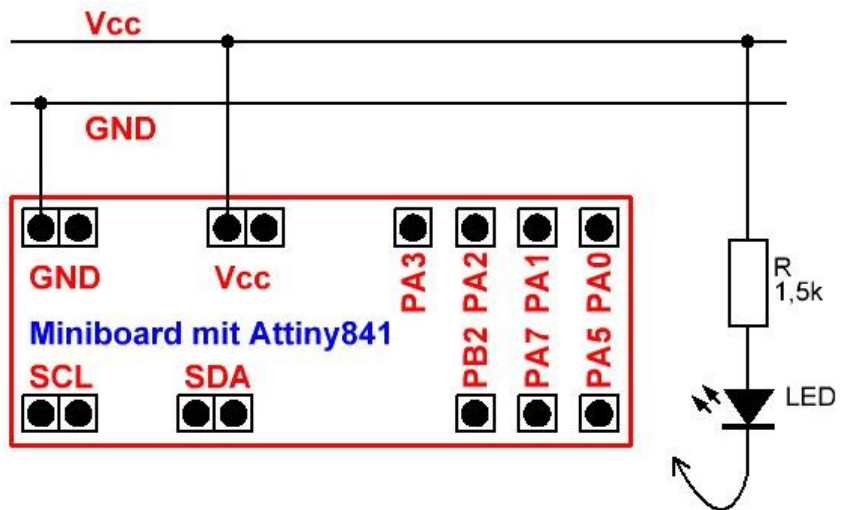 Vcc
GND
GND Vcc PA3 PA2 PA1 PA0
R
1,5k
Miniboard mit Attiny841
SCL SDA PB2 PA7 PA5
LED